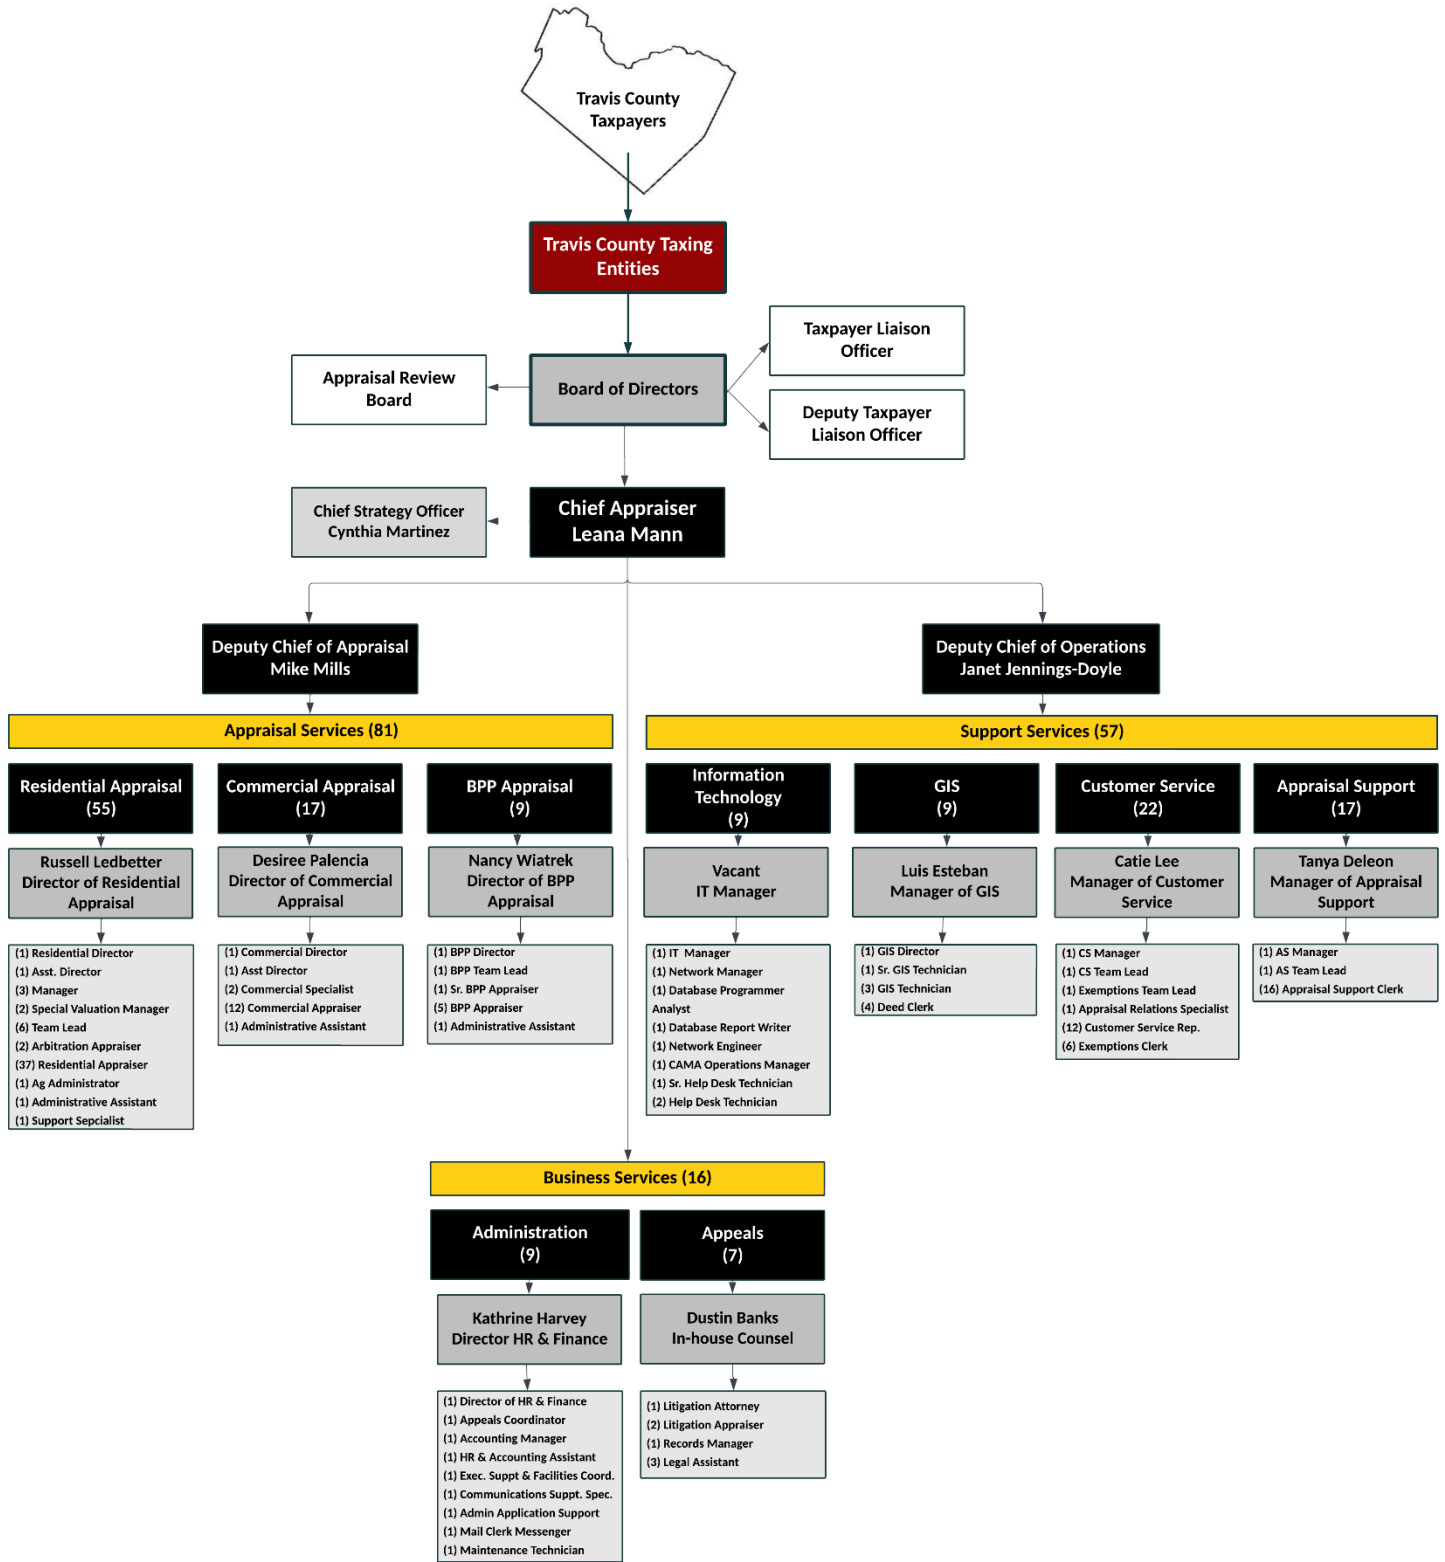 Travis County
Taxpayers
Travis County Taxing
Entities
Taxpayer Liaison
Officer
Appraisal Review
Board
Board of Directors
Deputy Taxpayer
Liaison Officer
Chief Strategy Officer
Cynthia Martinez
Chief Appraiser
Leana Mann
Deputy Chief of Appraisal
Mike Mills
Deputy Chief of Operations
Janet Jennings-Doyle
Appraisal Services (81)
Support Services (57)
Residential Appraisal
(55)
Russell Ledbetter
Director of Residential
Appraisal
(1) Residential Director
(1) Asst. Director
(3) Manager
(2) Special Valuation Manager
(6) Team Lead
(2) Arbitration Appraiser
(37) Residential Appraiser
(1) Ag Administrator
(1) Administrative Assistant
(1) Support Sepcialist
Commercial Appraisal
(17)
Desiree Palencia
Director of Commercial
Appraisal
(1) Commercial Director
(1) Asst Director
(2) Commercial Specialist
(12) Commercial Appraiser
(1) Administrative Assistant
BPP Appraisal
(9)
Nancy Wiatrek
Director of BPP
Appraisal
(1) BPP Director
(1) BPP Team Lead
(1) Sr. BPP Appraiser
(5) BPP Appraiser
(1) Administrative Assistant
Information
Technology
(9)
Vacant
IT Manager
(1) IT Manager
(1) Network Manager
(1) Database Programmer
Analyst
(1) Database Report Writer
(1) Network Engineer
(1) CAMA Operations Manager
(1) Sr. Help Desk Technician
(2) Help Desk Technician
GIS
(9)
Luis Esteban
Manager of GIS
(1) GIS Director
(1) Sr. GIS Technician
(3) GIS Technician
(4) Deed Clerk
Customer Service
(22)
Catie Lee
Manager of Customer
Service
(1) CS Manager
(1) CS Team Lead
(1) Exemptions Team Lead
(1) Appraisal Relations Specialist
(12) Customer Service Rep.
(6) Exemptions Clerk
Appraisal Support
(17)
Tanya Deleon
Manager of Appraisal
Support
(1) AS Manager
(1) AS Team Lead
(16) Appraisal Support Clerk
Business Services (16)
Administration
(9)
Kathrine Harvey
Director HR & Finance
(1) Director of HR & Finance
(1) Appeals Coordinator
(1) Accounting Manager
(1) HR & Accounting Assistant
(1) Exec. Suppt & Facilities Coord.
(1) Communications Suppt. Spec.
(1) Admin Application Support
(1) Mail Clerk Messenger
(1) Maintenance Technician
Appeals
(7)
Dustin Banks
In-house Counsel
(1) Litigation Attorney
(2) Litigation Appraiser
(1) Records Manager
(3) Legal Assistant